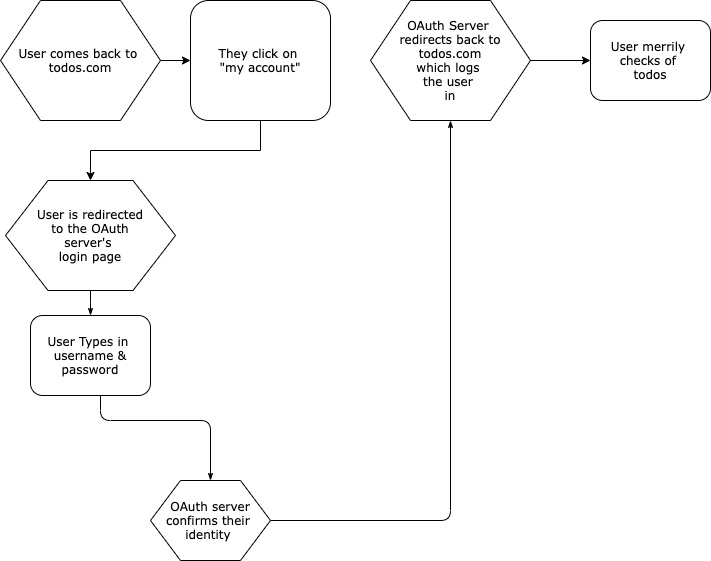 User comes back to
todos.com
They click on
"my account"
User is redirected
to the OAuth
server's
login page
User Types in
username &
password
OAuth server
confirms their
identity
OAuth Server
redirects back to
todos.com
which logs
the user
in
User merrily
checks of
todos